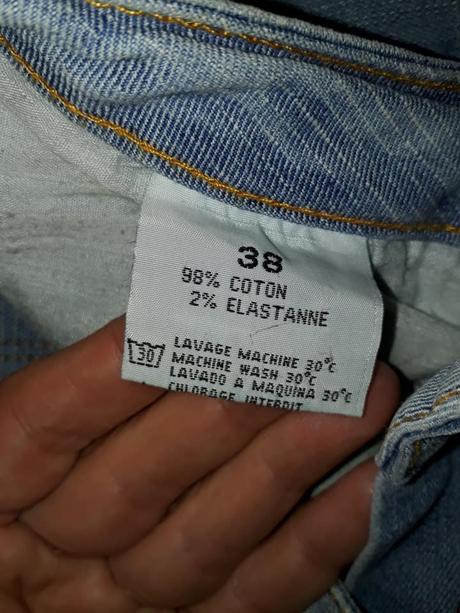 38
98% COTON
2% ELASTANNE
30
LAVAGE MACHINE 30°C
MACHINE WASH 30°C
LAVADO A MAQUINA 30°C
CHLORAGE INTERDIT